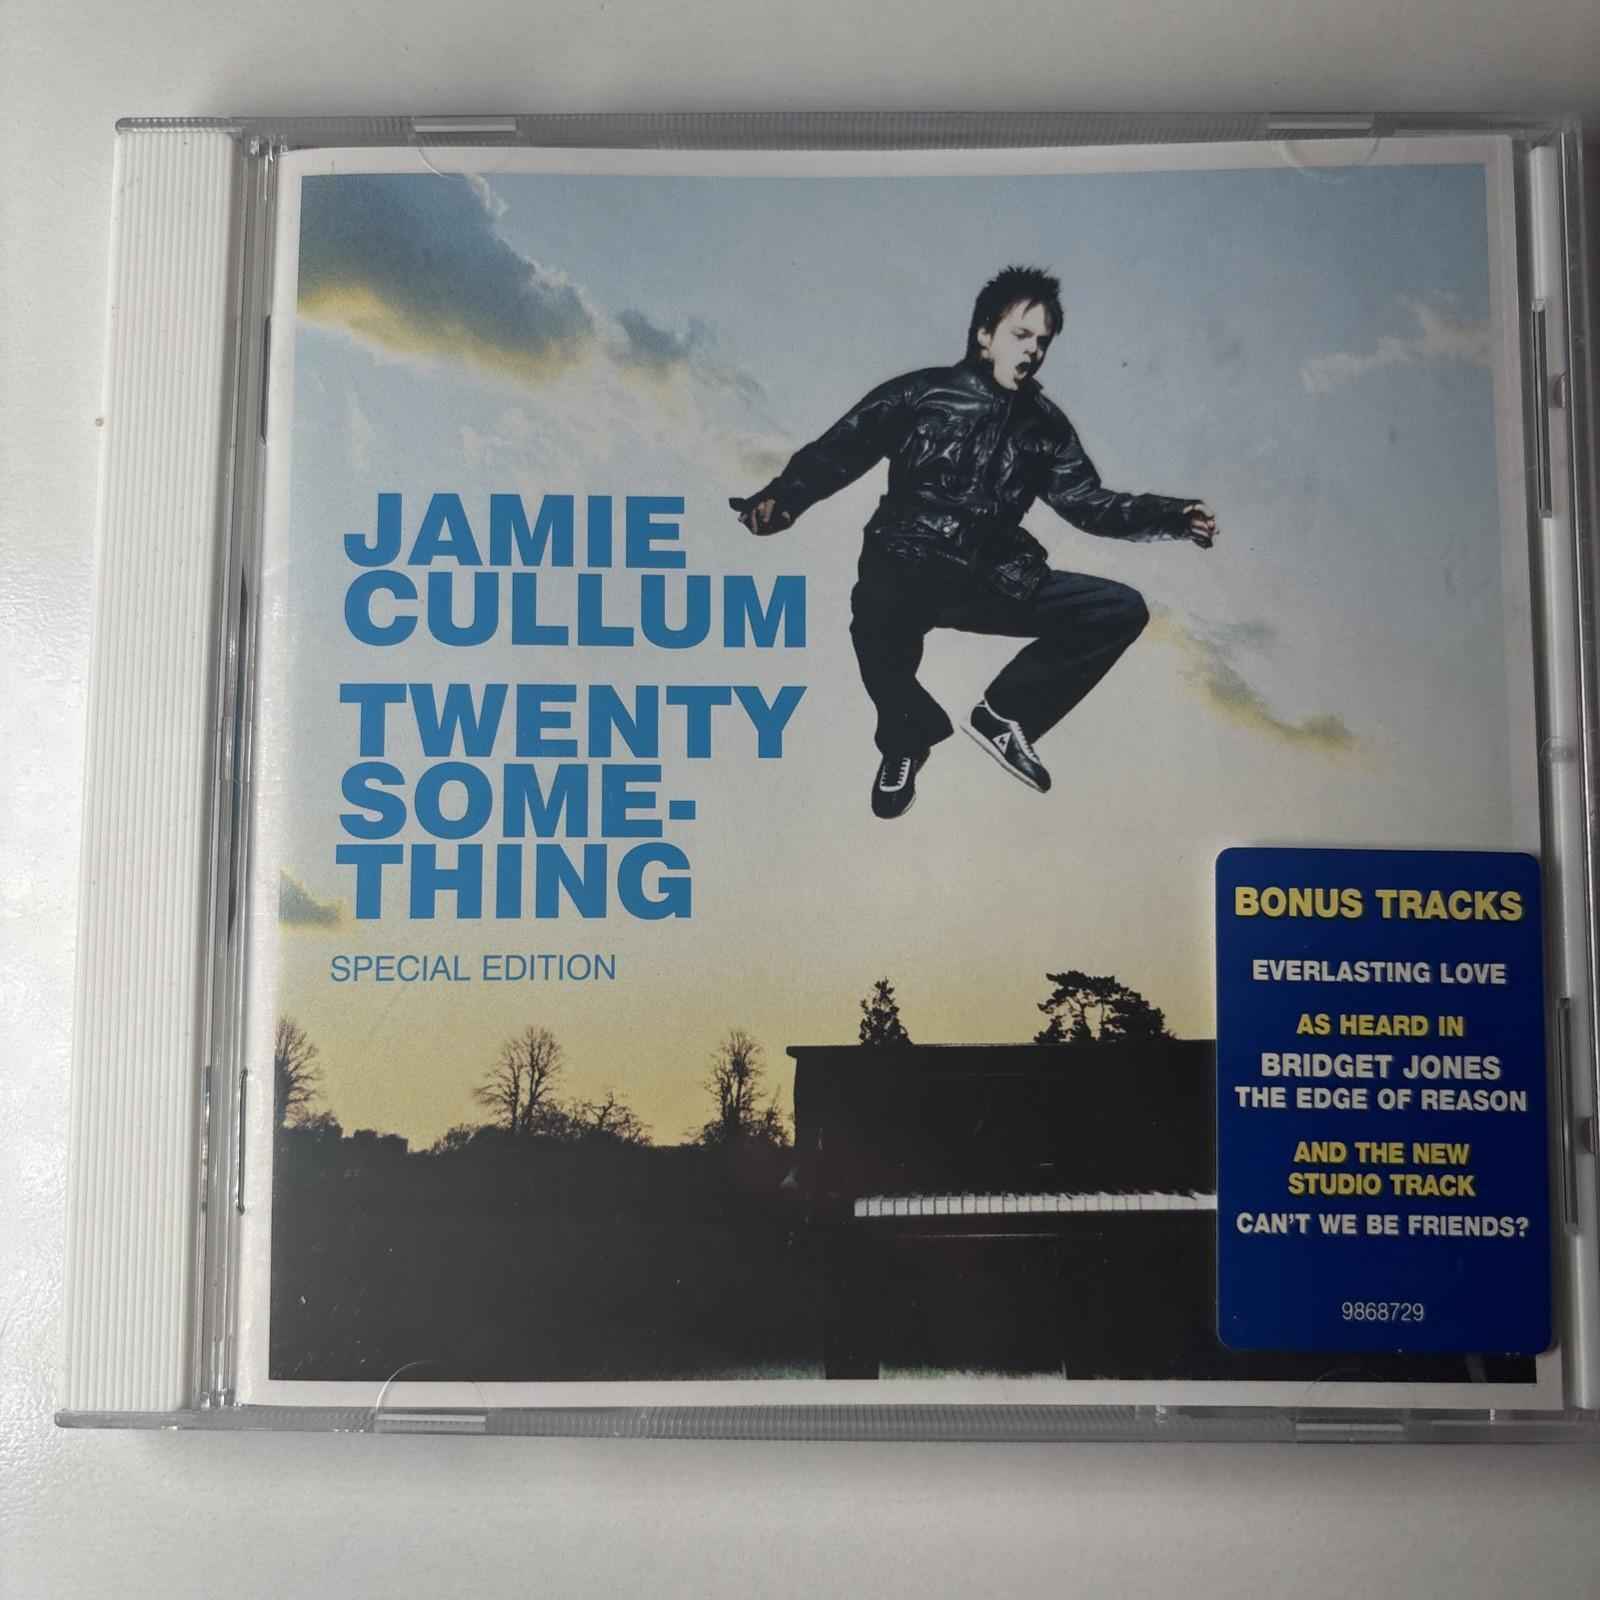 JAMIE
CULLUM
TWENTY
SOME-
THING
SPECIAL EDITION
BONUS TRACKS
EVERLASTING LOVE
AS HEARD IN
BRIDGET JONES
THE EDGE OF REASON
AND THE NEW
STUDIO TRACK
CAN'T WE BE FRIENDS?
9868729